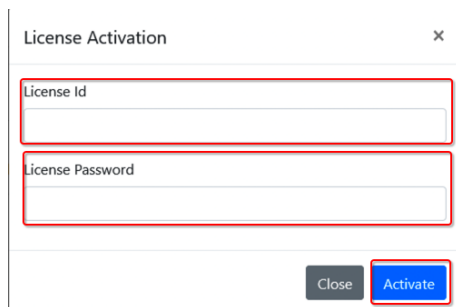 License Activation
×
License Id
License Password
Close
Activate